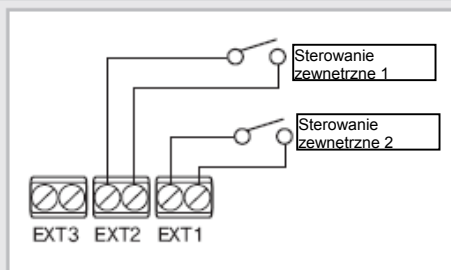 Sterowanie
zewnetrzne 1
Sterowanie
zewnetrzne 2
EXT3 EXT2 EXT1